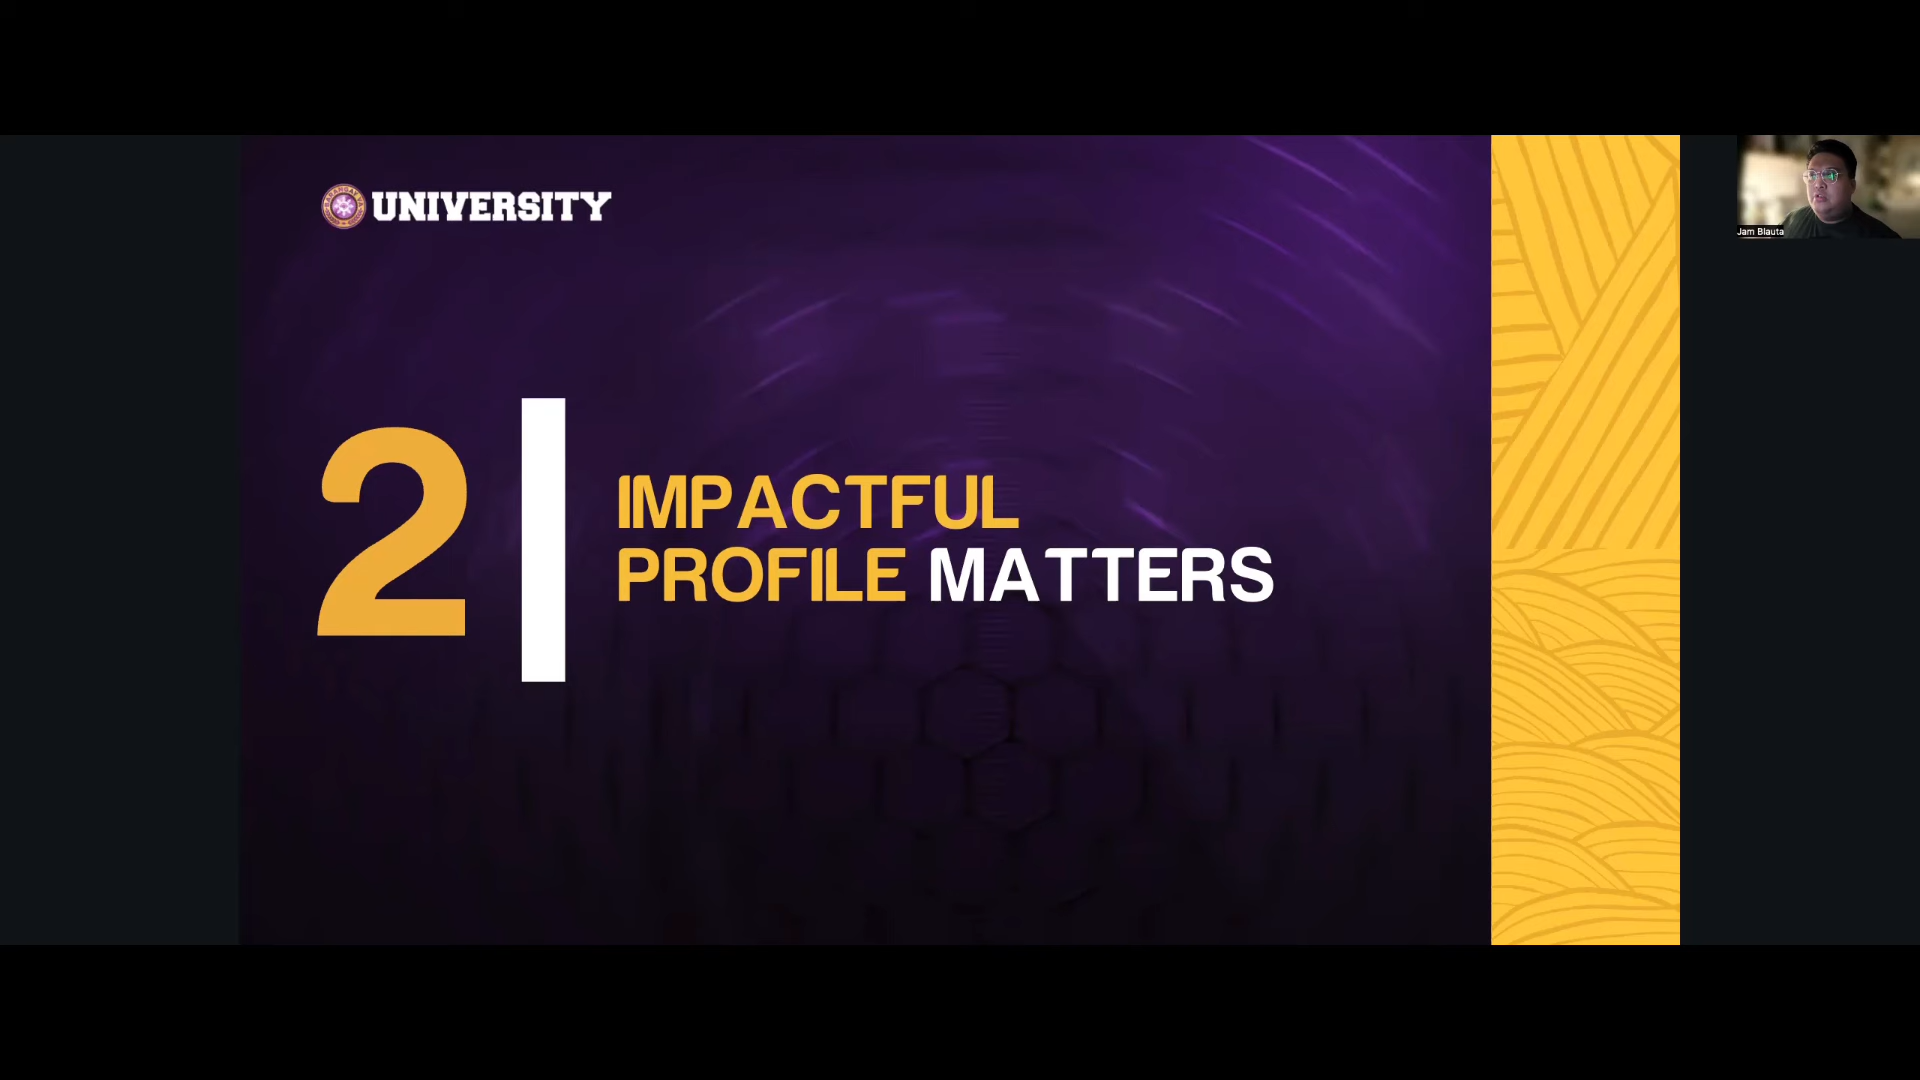 UNIVERSITY
2
IMPACTFUL
PROFILE MATTERS
Jam Blauta